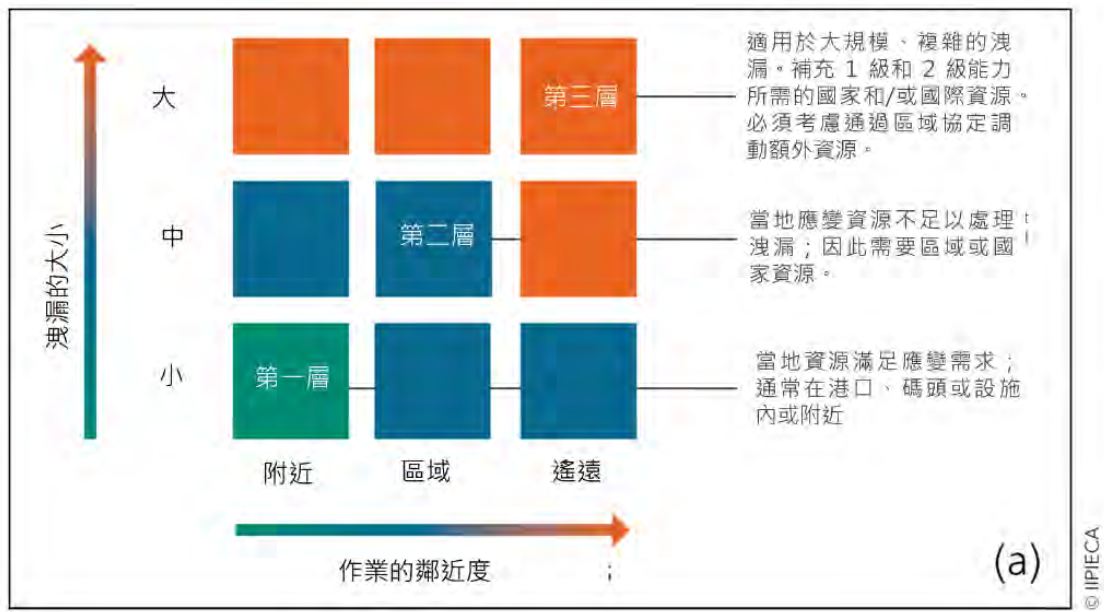 大
第三層
適用於大規模、複雜的洩
漏。補充 1 級和 2 級能力
所需的國家和/或國際資源。
必須考慮通過區域協定調
動額外資源。
洩漏的大小
中
第二層
當地應變資源不足以處理
洩漏；因此需要區域或國
家資源。
小
第一層
當地資源滿足應變需求；
通常在港口、碼頭或設施
內或附近
附近
區域
遙遠
作業的鄰近度
;
(a)
© IIPIECA